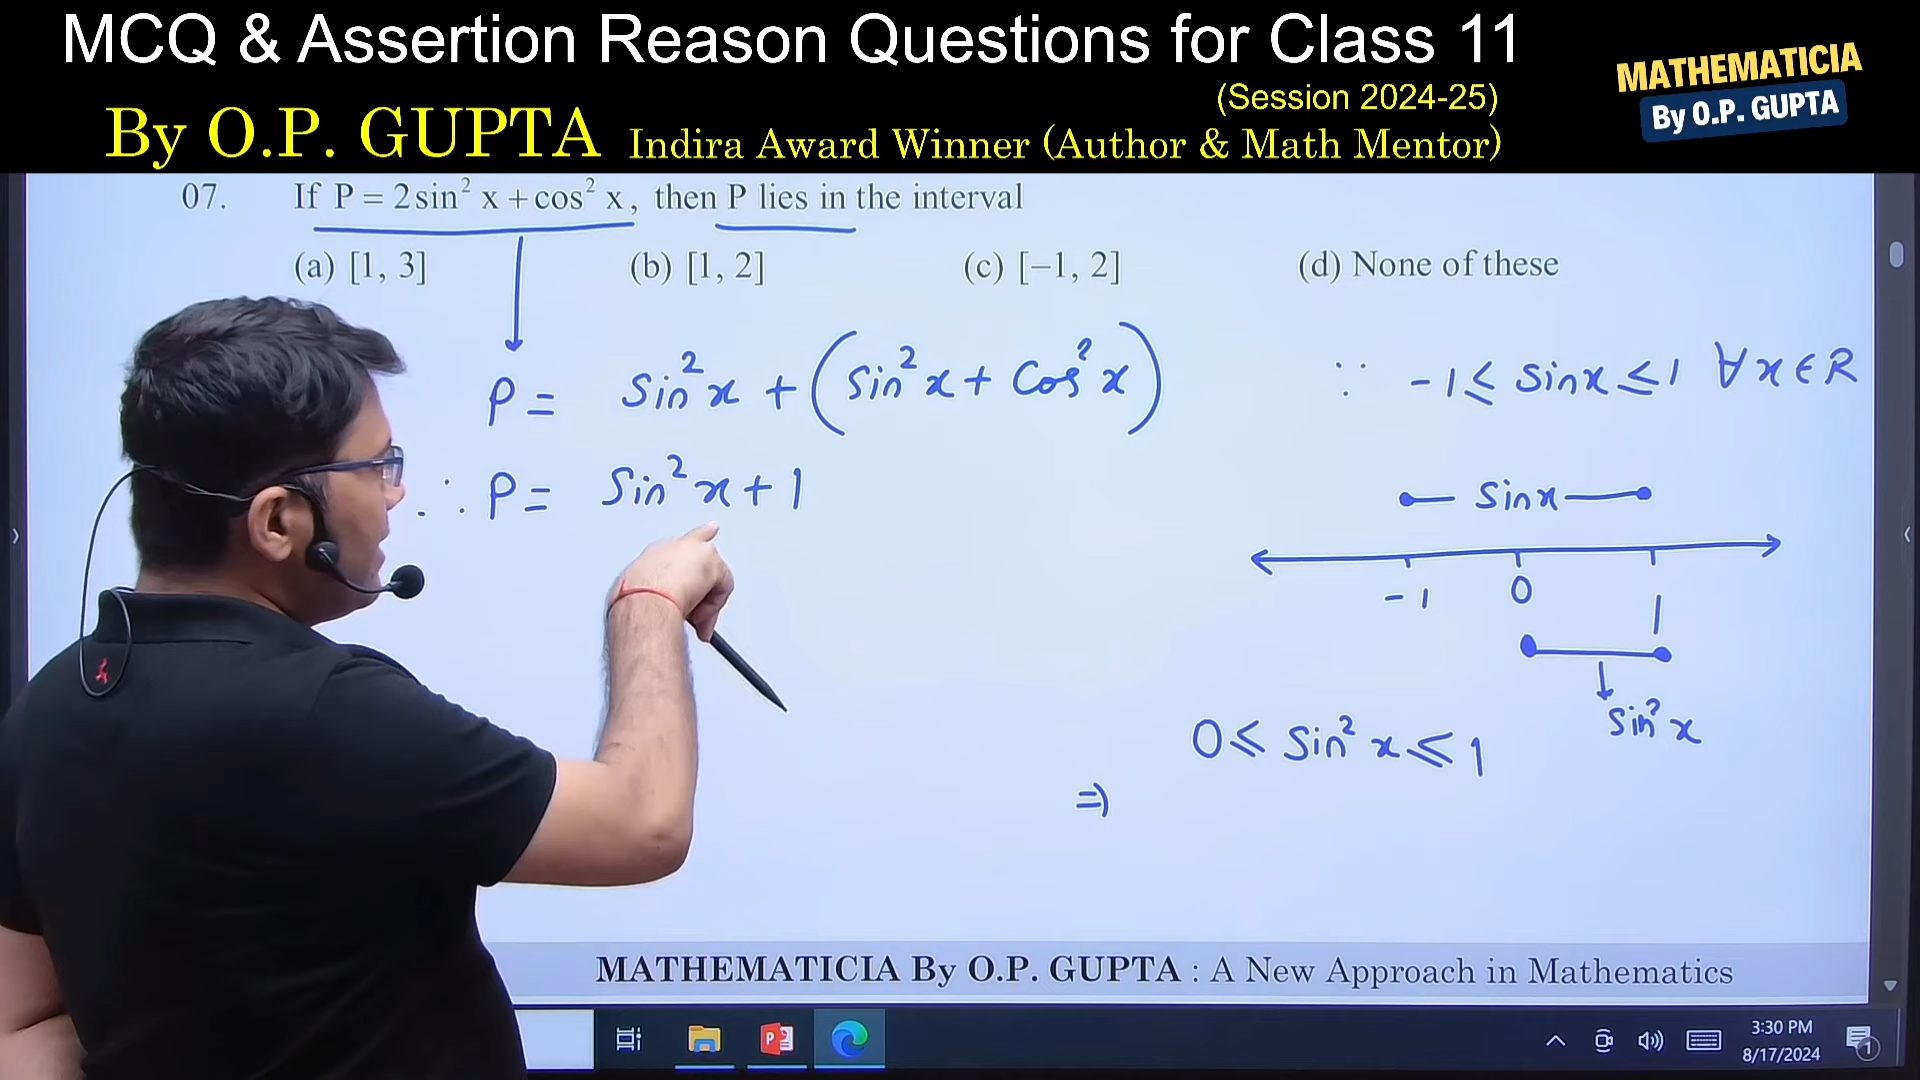 MCQ & Assertion Reason Questions for Class 11
(Session 2024-25)
By O.P. GUPTA Indira Award Winner (Author & Math Mentor)
MATHEMATICIA
By O.P. GUPTA
07. If P = 2 sin² x + cos² x, then P lies in the interval
(a) [1, 3] (b) [1, 2] (c) [−1, 2] (d) None of these
P = Sin²x + (Sin²x + Cos²x)
∵ -1 ≤ Sinx ≤ 1 ∀ x ∈ R
∴ P = Sin²x + 1
Sinx
-1 0 1
Sin²x
0 ≤ Sin²x ≤ 1
⇒
MATHEMATICIA By O.P. GUPTA : A New Approach in Mathematics
3:30 PM
8/17/2024
1